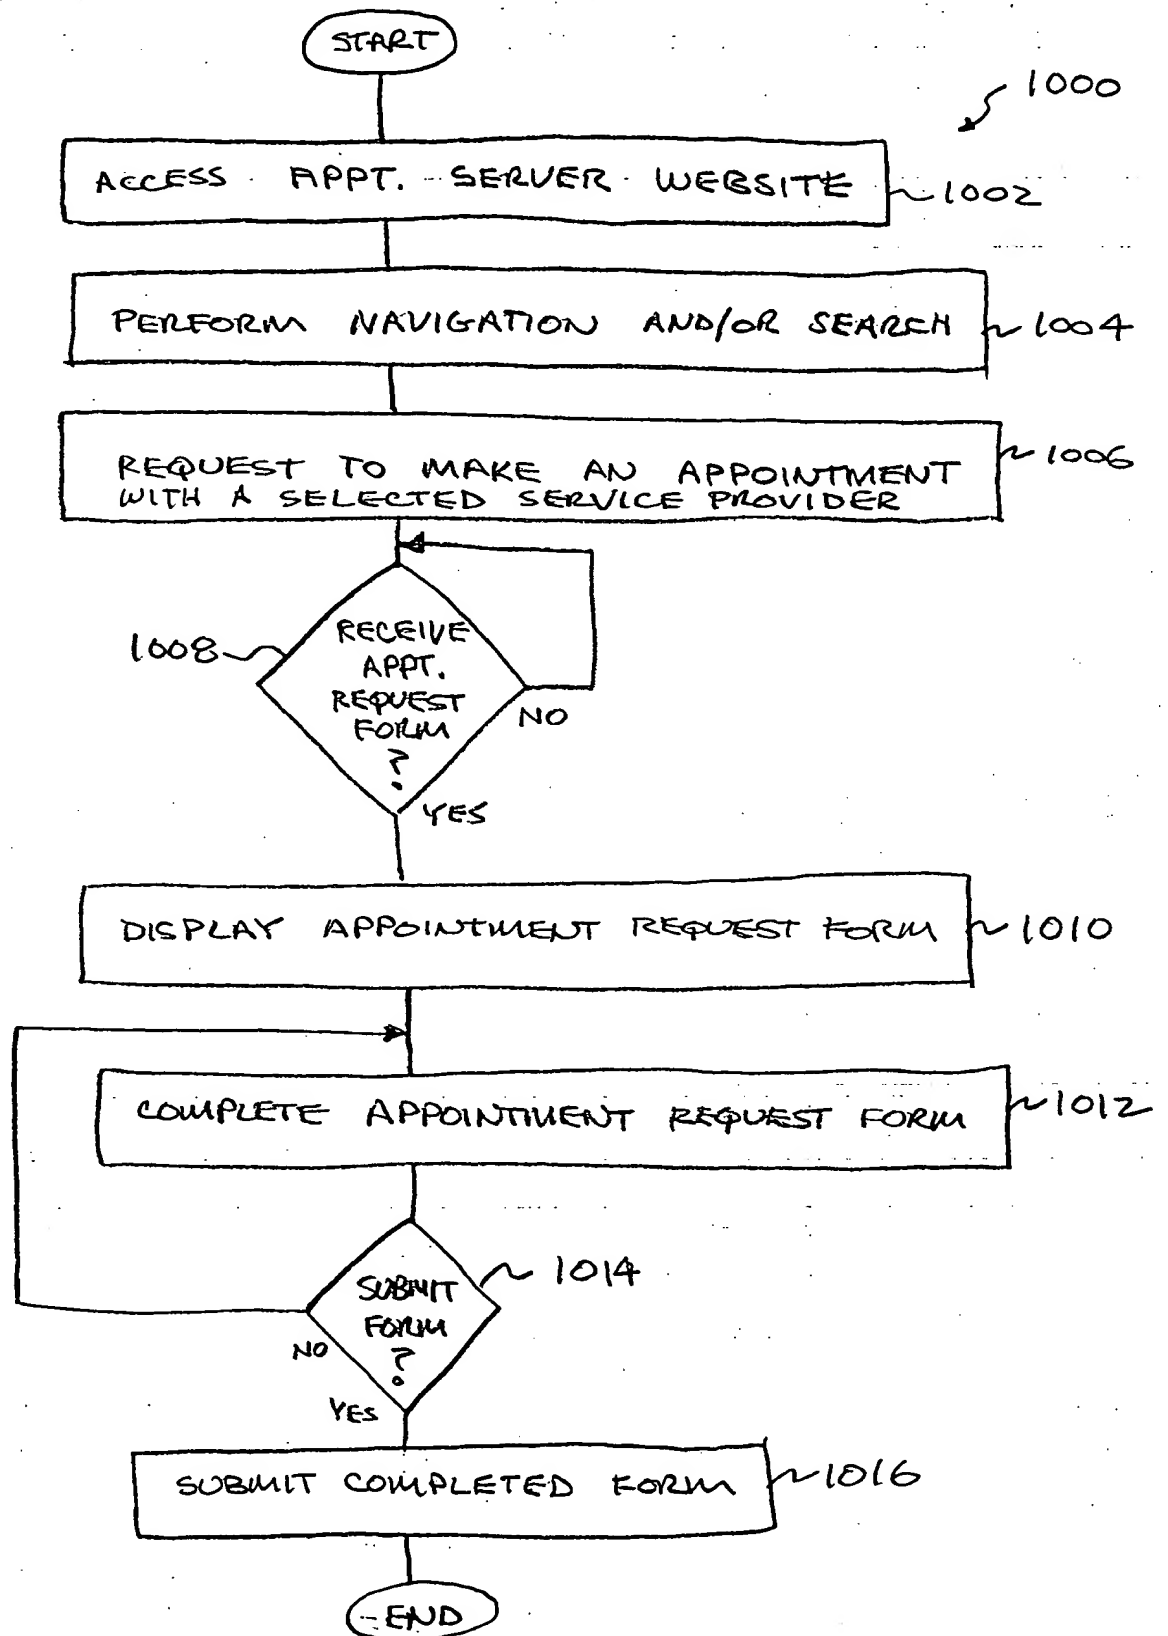 START
1000
ACCESS APPT. SERVER WEBSITE
1002
PERFORM NAVIGATION AND/OR SEARCH
1004
REQUEST TO MAKE AN APPOINTMENT
WITH A SELECTED SERVICE PROVIDER
1006
RECEIVE
APPT.
REQUEST
FORM
?
1008
NO
YES
DISPLAY APPOINTMENT REQUEST FORM
1010
COMPLETE APPOINTMENT REQUEST FORM
1012
SUBMIT
FORM
?
1014
NO
YES
SUBMIT COMPLETED FORM
1016
END